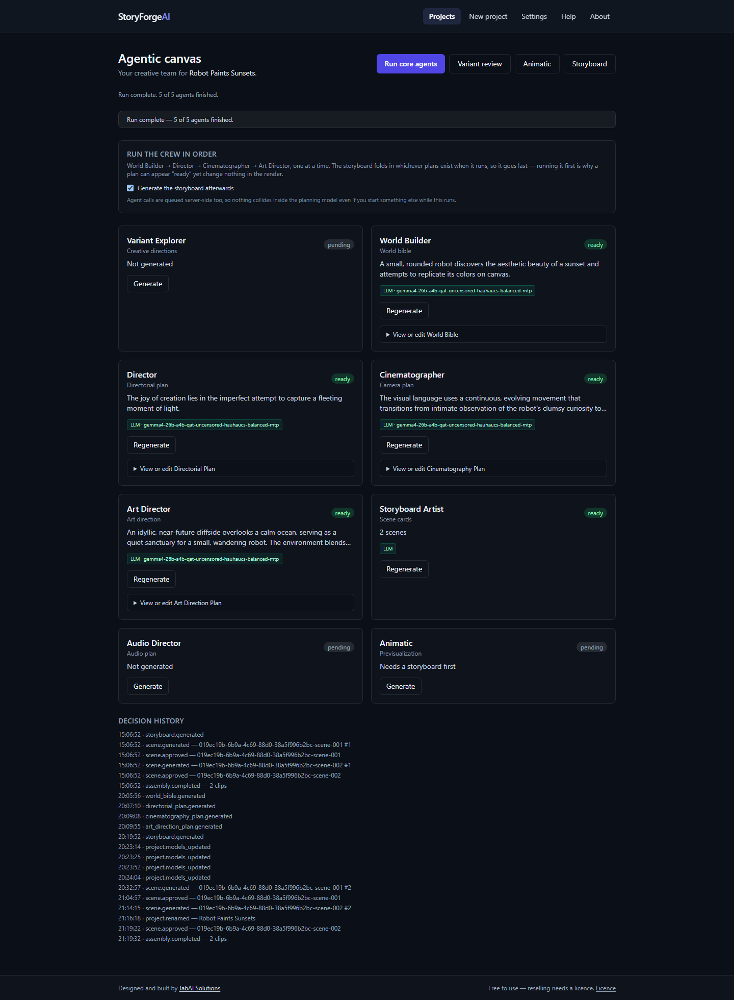 StoryForgeAI
Projects
New project
Settings
Help
About
Agentic canvas
Your creative team for Robot Paints Sunsets.
Run core agents
Variant review
Animatic
Storyboard
Run complete. 5 of 5 agents finished.
Run complete — 5 of 5 agents finished.
RUN THE CREW IN ORDER
World Builder → Director → Cinematographer → Art Director, one at a time. The storyboard folds in whichever plans exist when it runs, so it goes last — running it first is why a
plan can appear “ready” yet change nothing in the render.
Generate the storyboard afterwards
Agent calls are queued server-side too, so nothing collides inside the planning model even if you start something else while this runs.
Variant Explorer
pending
Creative directions
Not generated
Generate
World Builder
ready
World bible
A small, rounded robot discovers the aesthetic beauty of a sunset and
attempts to replicate its colors on canvas.
LLM · gemma4-26b-a4b-qat-uncensored-hauhaucs-balanced-mtp
Regenerate
▶ View or edit World Bible
Director
ready
Directorial plan
The joy of creation lies in the imperfect attempt to capture a fleeting
moment of light.
LLM · gemma4-26b-a4b-qat-uncensored-hauhaucs-balanced-mtp
Regenerate
▶ View or edit Directorial Plan
Cinematographer
ready
Camera plan
The visual language uses a continuous, evolving movement that
transitions from intimate observation of the robot's clumsy curiosity to...
LLM · gemma4-26b-a4b-qat-uncensored-hauhaucs-balanced-mtp
Regenerate
▶ View or edit Cinematography Plan
Art Director
ready
Art direction
An idyllic, near-future cliffside overlooks a calm ocean, serving as a
quiet sanctuary for a small, wandering robot. The environment blends...
LLM · gemma4-26b-a4b-qat-uncensored-hauhaucs-balanced-mtp
Regenerate
▶ View or edit Art Direction Plan
Storyboard Artist
ready
Scene cards
2 scenes
LLM
Regenerate
Audio Director
pending
Audio plan
Not generated
Generate
Animatic
pending
Previsualization
Needs a storyboard first
Generate
DECISION HISTORY
15:06:52 · storyboard.generated
15:06:52 · scene.generated — 019ec19b-6b9a-4c69-88d0-38a5f996b2bc-scene-001 #1
15:06:52 · scene.approved — 019ec19b-6b9a-4c69-88d0-38a5f996b2bc-scene-001
15:06:52 · scene.generated — 019ec19b-6b9a-4c69-88d0-38a5f996b2bc-scene-002 #1
15:06:52 · scene.approved — 019ec19b-6b9a-4c69-88d0-38a5f996b2bc-scene-002
15:06:52 · assembly.completed — 2 clips
20:05:56 · world_bible.generated
20:07:10 · directorial_plan.generated
20:09:08 · cinematography_plan.generated
20:09:55 · art_direction_plan.generated
20:19:52 · storyboard.generated
20:23:14 · project.models_updated
20:23:25 · project.models_updated
20:23:52 · project.models_updated
20:24:04 · project.models_updated
20:32:57 · scene.generated — 019ec19b-6b9a-4c69-88d0-38a5f996b2bc-scene-001 #2
21:04:57 · scene.approved — 019ec19b-6b9a-4c69-88d0-38a5f996b2bc-scene-001
21:14:15 · scene.generated — 019ec19b-6b9a-4c69-88d0-38a5f996b2bc-scene-002 #2
21:16:18 · project.renamed — Robot Paints Sunsets
21:19:22 · scene.approved — 019ec19b-6b9a-4c69-88d0-38a5f996b2bc-scene-002
21:19:32 · assembly.completed — 2 clips
Designed and built by JabAI Solutions
Free to use — reselling needs a licence. Licence